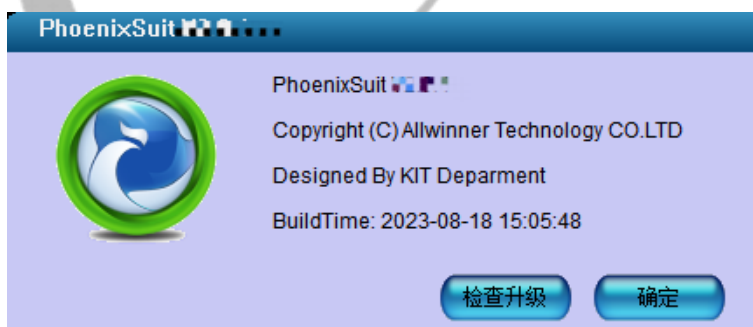 PhoenixSuit
PhoenixSuit
Copyright (C) Allwinner Technology CO.LTD
Designed By KIT Deparment
BuildTime: 2023-08-18 15:05:48
检查升级
确定